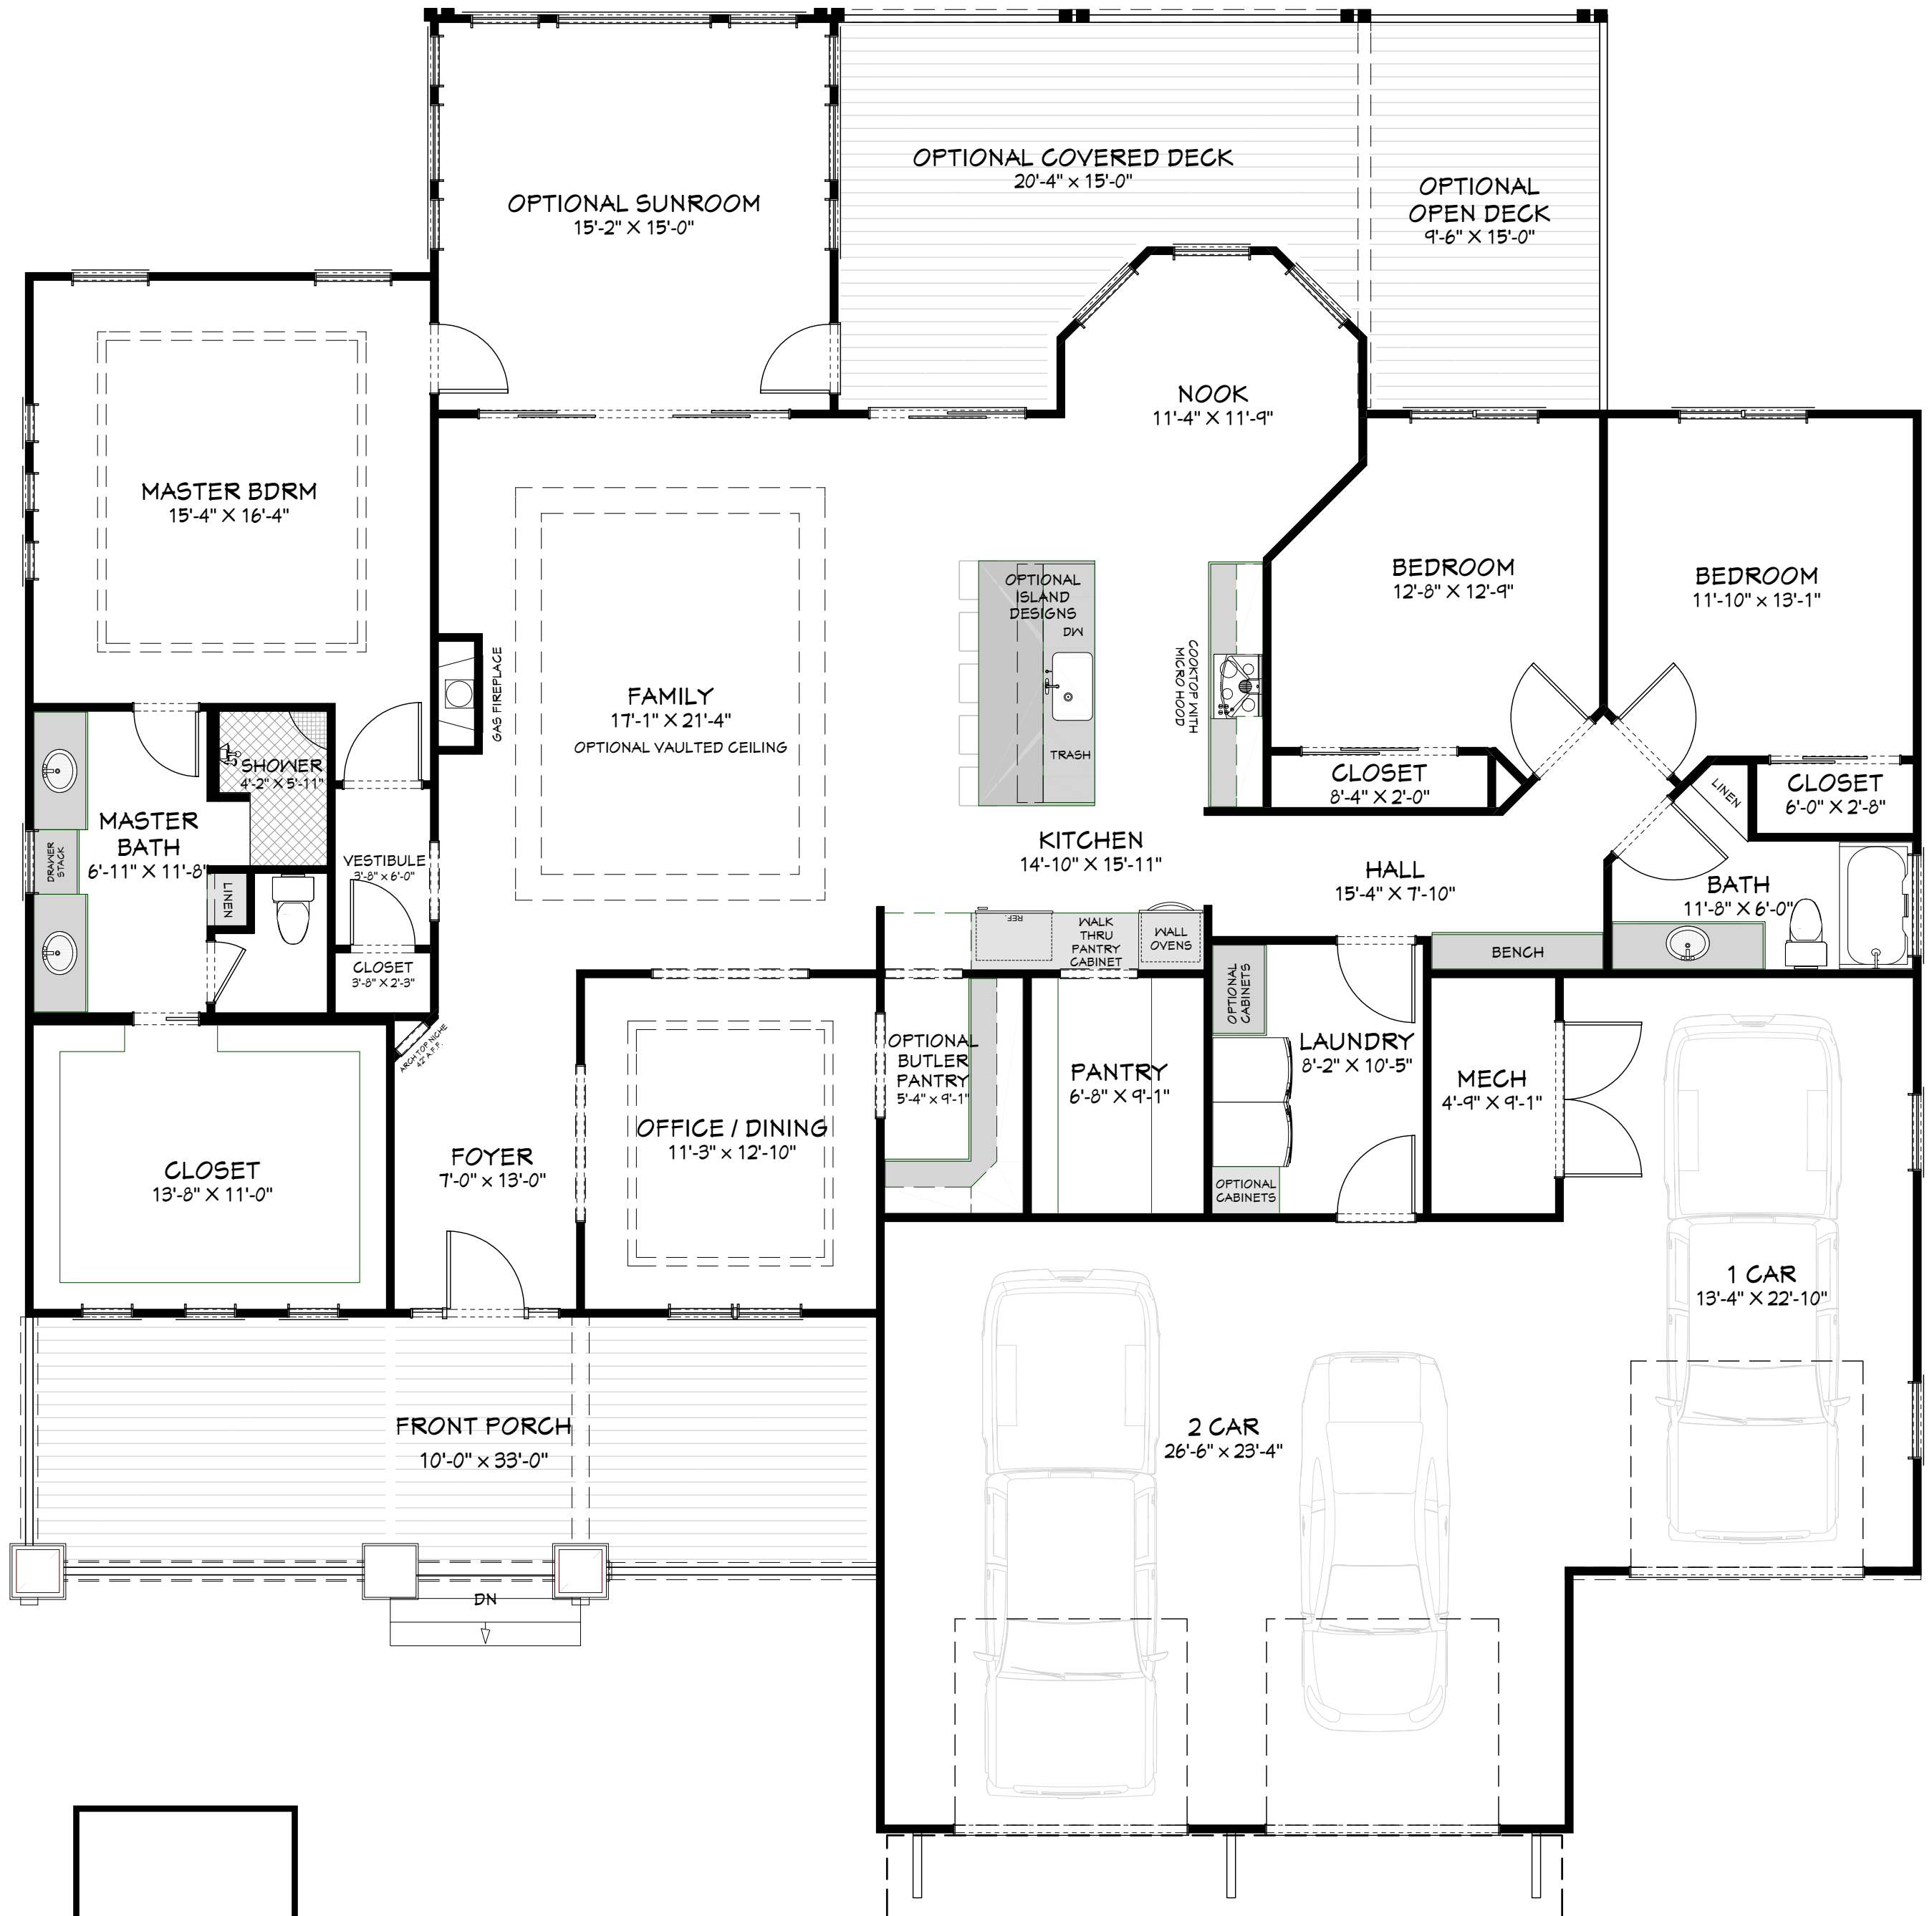 OPTIONAL SUNROOM
15'-2" X 15'-0"
OPTIONAL COVERED DECK
20'-4" x 15'-0"
OPTIONAL
OPEN DECK
9'-6" X 15'-0"
NOOK
11'-4" X 11'-9"
MASTER BDRM
15'-4" X 16'-4"
GAS FIREPLACE
FAMILY
17'-1" X 21'-4"
OPTIONAL VAULTED CEILING
OPTIONAL
ISLAND
DESIGNS
DW
TRASH
COOKTOP WITH
MICRO HOOD
BEDROOM
12'-8" X 12'-9"
BEDROOM
11'-10" x 13'-1"
CLOSET
8'-4" X 2'-0"
LINEN
CLOSET
6'-0" X 2'-8"
SHOWER
4'-2" X 5'-11"
MASTER
BATH
6'-11" X 11'-8"
DRAWER
STACK
LINEN
VESTIBULE
3'-8" x 6'-0"
CLOSET
3'-8" X 2'-3"
KITCHEN
14'-10" X 15'-11"
HALL
15'-4" X 7'-10"
BATH
11'-8" X 6'-0"
REF.
WALK
THRU
PANTRY
CABINET
WALL
OVENS
BENCH
ARCH TOP NICHE
42" A.F.F.
OPTIONAL
CABINETS
LAUNDRY
8'-2" X 10'-5"
OPTIONAL
BUTLER
PANTRY
5'-4" x 9'-1"
PANTRY
6'-8" X 9'-1"
MECH
4'-9" X 9'-1"
OFFICE / DINING
11'-3" x 12'-10"
FOYER
7'-0" x 13'-0"
CLOSET
13'-8" X 11'-0"
OPTIONAL
CABINETS
1 CAR
13'-4" X 22'-10"
FRONT PORCH
10'-0" x 33'-0"
2 CAR
26'-6" x 23'-4"
DN